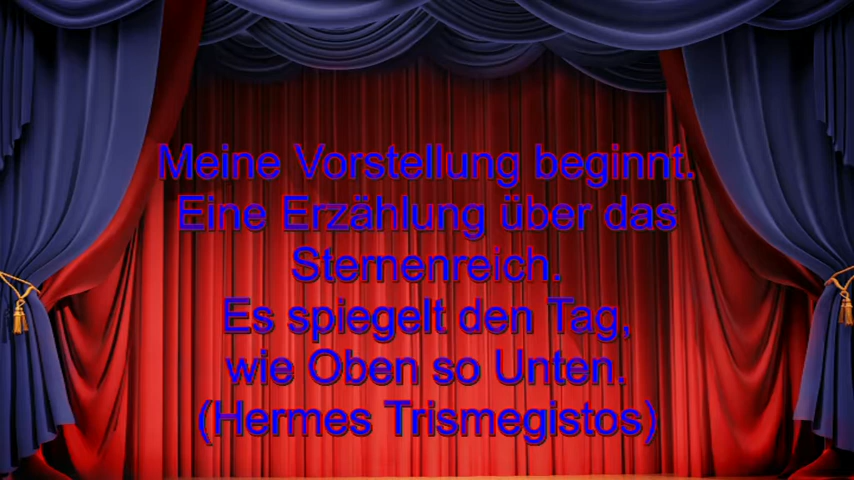 Meine Vorstellung beginnt.
Eine Erzählung über das
Sternenreich.
Es spiegelt den Tag,
wie Oben so Unten.
(Hermes Trismegistos)